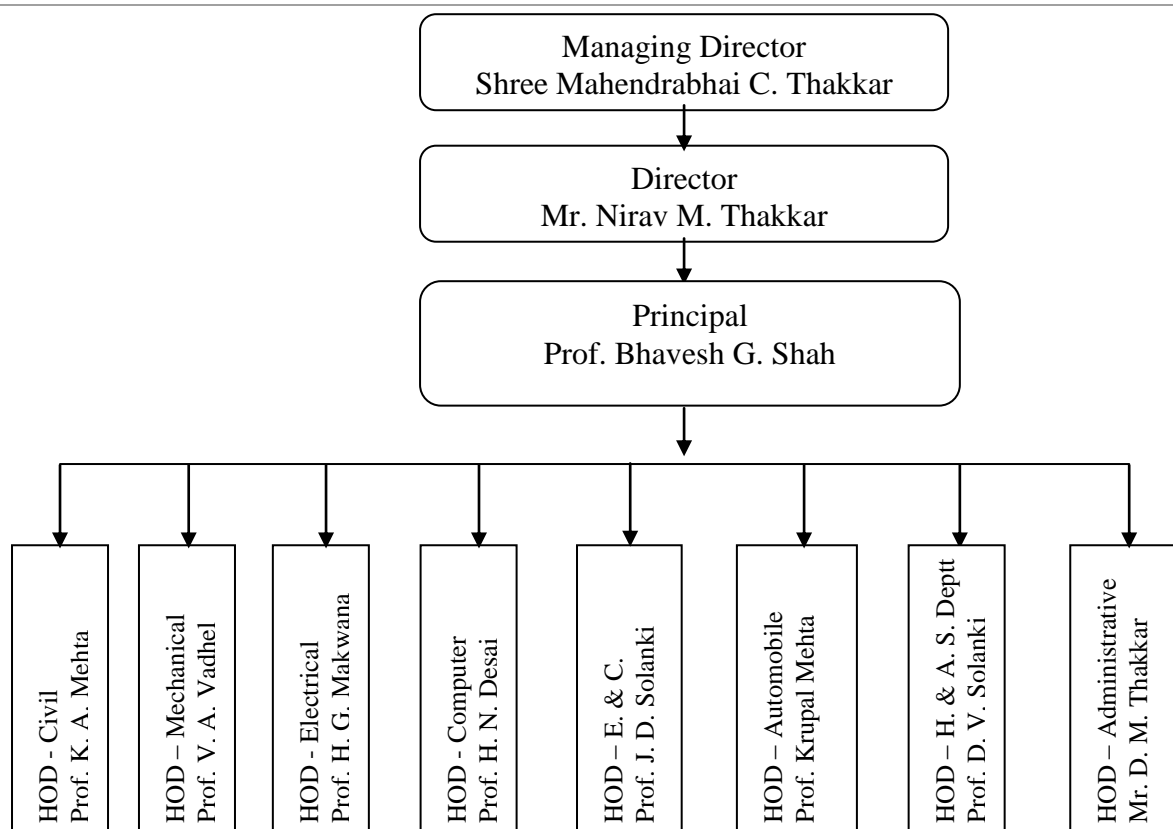 Managing Director
Shree Mahendrabhai C. Thakkar
Director
Mr. Nirav M. Thakkar
Principal
Prof. Bhavesh G. Shah
HOD - Civil
Prof. K. A. Mehta
HOD – Mechanical
Prof. V. A. Vadhel
HOD - Electrical
Prof. H. G. Makwana
HOD - Computer
Prof. H. N. Desai
HOD – E. & C.
Prof. J. D. Solanki
HOD – Automobile
Prof. Krupal Mehta
HOD – H. & A. S. Deptt
Prof. D. V. Solanki
HOD – Administrative
Mr. D. M. Thakkar